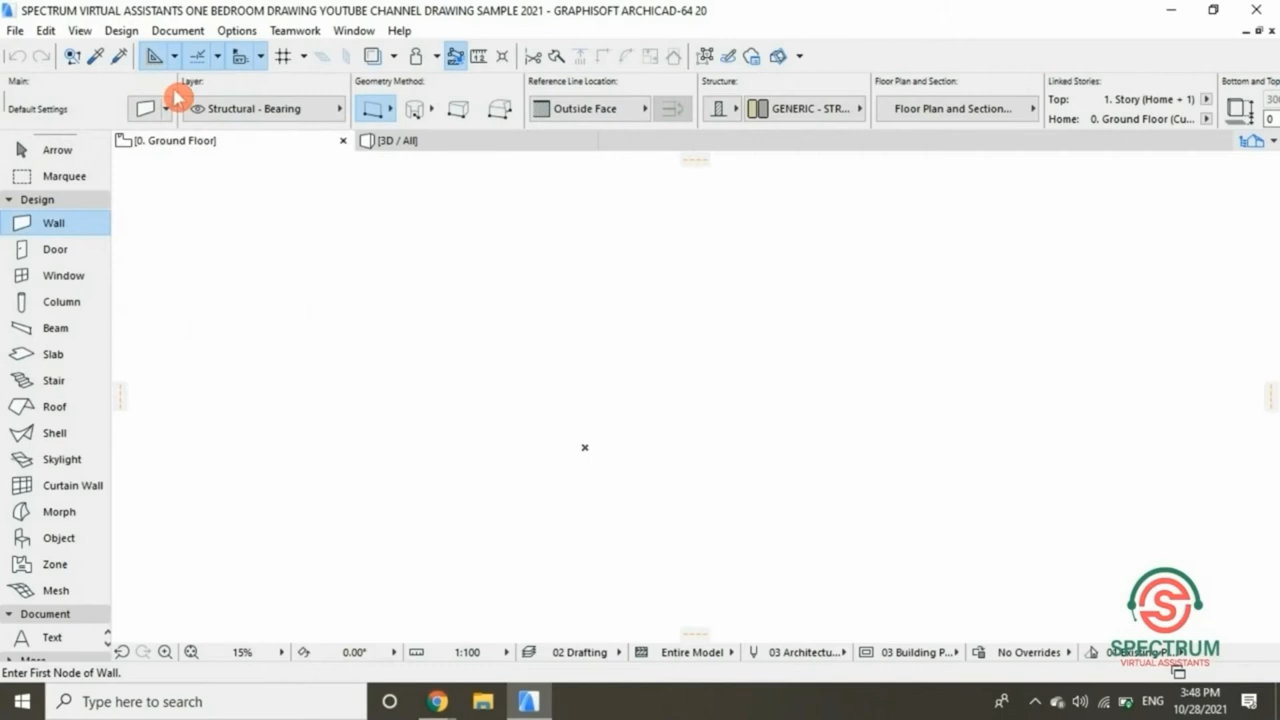 SPECTRUM VIRTUAL ASSISTANTS ONE BEDROOM DRAWING YOUTUBE CHANNEL DRAWING SAMPLE 2021 - GRAPHISOFT ARCHICAD-64 20
File Edit View Design Document Options Teamwork Window Help
Main: Layer: Geometry Method: Reference Line Location: Structure: Floor Plan and Section: Linked Stories: Bottom and Top
Top: 1. Story (Home + 1) 300
Default Settings Structural - Bearing Outside Face GENERIC - STR... Floor Plan and Section...
Home: 0. Ground Floor (Cu... 0
[0. Ground Floor] [3D / All]
Arrow
Marquee
Design
Wall
Door
Window
Column
Beam
Slab
Stair
Roof
Shell
Skylight
Curtain Wall
Morph
Object
Zone
Mesh
Document
Text
SPECTRUM
VIRTUAL ASSISTANTS
15% 0.00° 1:100 02 Drafting Entire Model 03 Architectu... 03 Building P... No Overrides
Enter First Node of Wall.
Type here to search
ENG
3:48 PM
10/28/2021